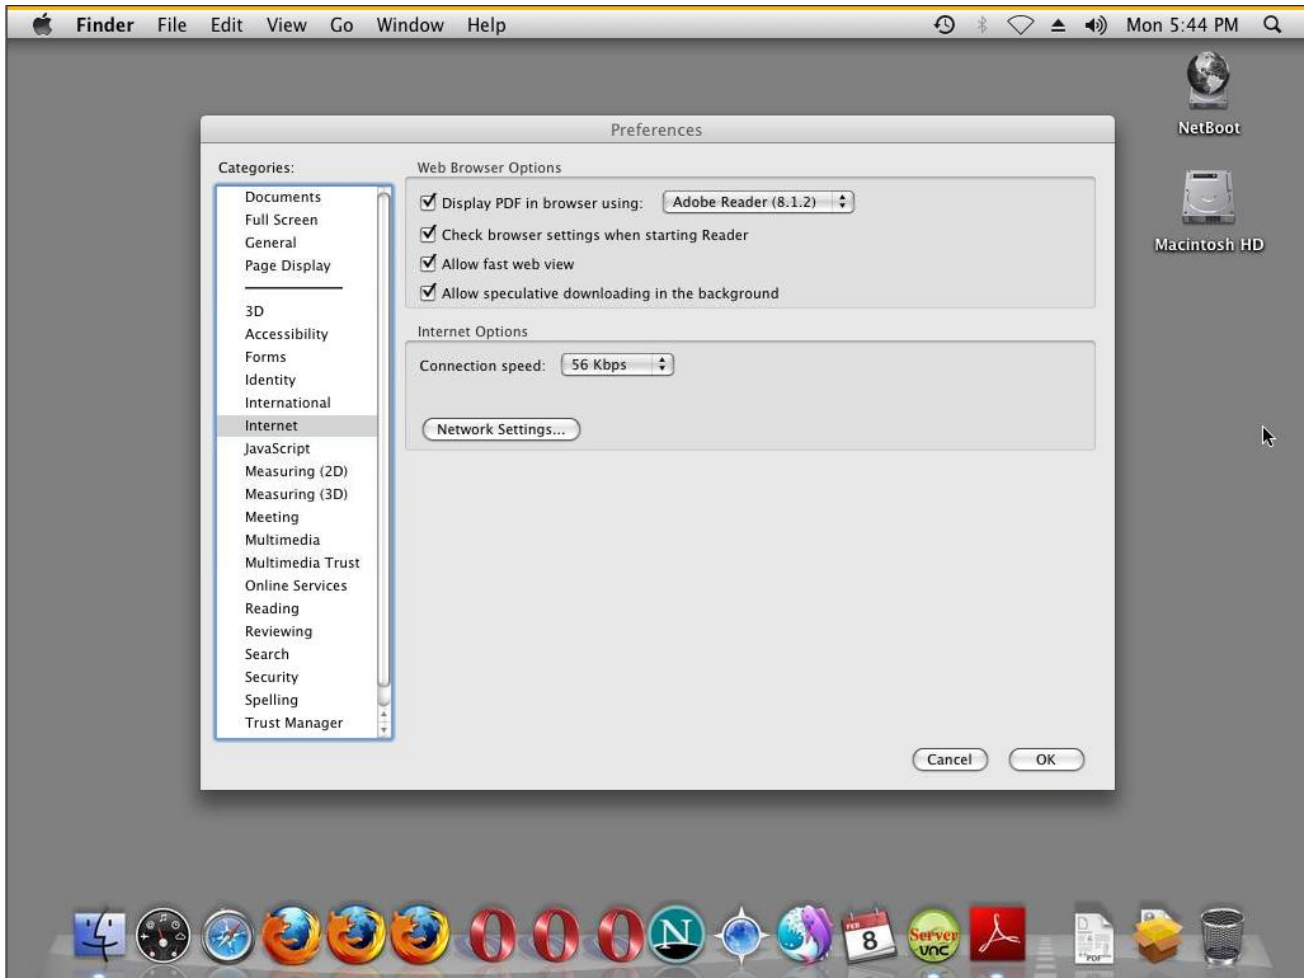 Finder File Edit View Go Window Help Mon 5:44 PM
NetBoot
Macintosh HD
Preferences
Categories:
Documents
Full Screen
General
Page Display
3D
Accessibility
Forms
Identity
International
Internet
JavaScript
Measuring (2D)
Measuring (3D)
Meeting
Multimedia
Multimedia Trust
Online Services
Reading
Reviewing
Search
Security
Spelling
Trust Manager
Web Browser Options
Display PDF in browser using: Adobe Reader (8.1.2)
Check browser settings when starting Reader
Allow fast web view
Allow speculative downloading in the background
Internet Options
Connection speed: 56 Kbps
Network Settings...
Cancel OK
N
FEB
8
Server
VNC
PDF